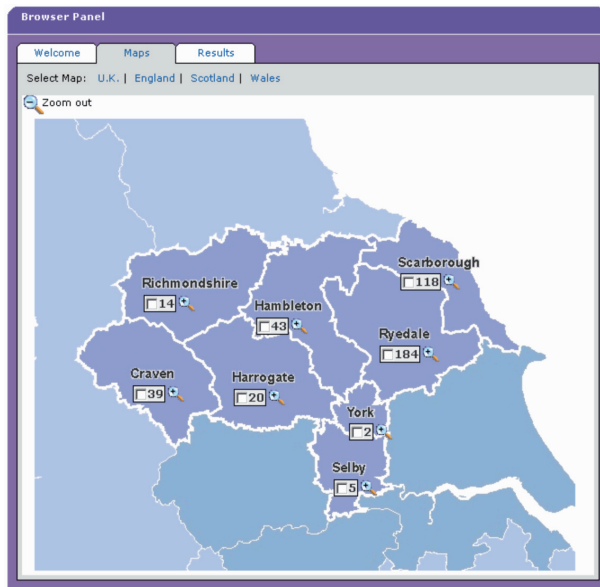 Browser Panel
Welcome Maps Results
Select Map: U.K. | England | Scotland | Wales
Zoom out
Scarborough
118
Richmondshire
14
Hambleton
43
Ryedale
184
Craven
39
Harrogate
20
York
2
Selby
5